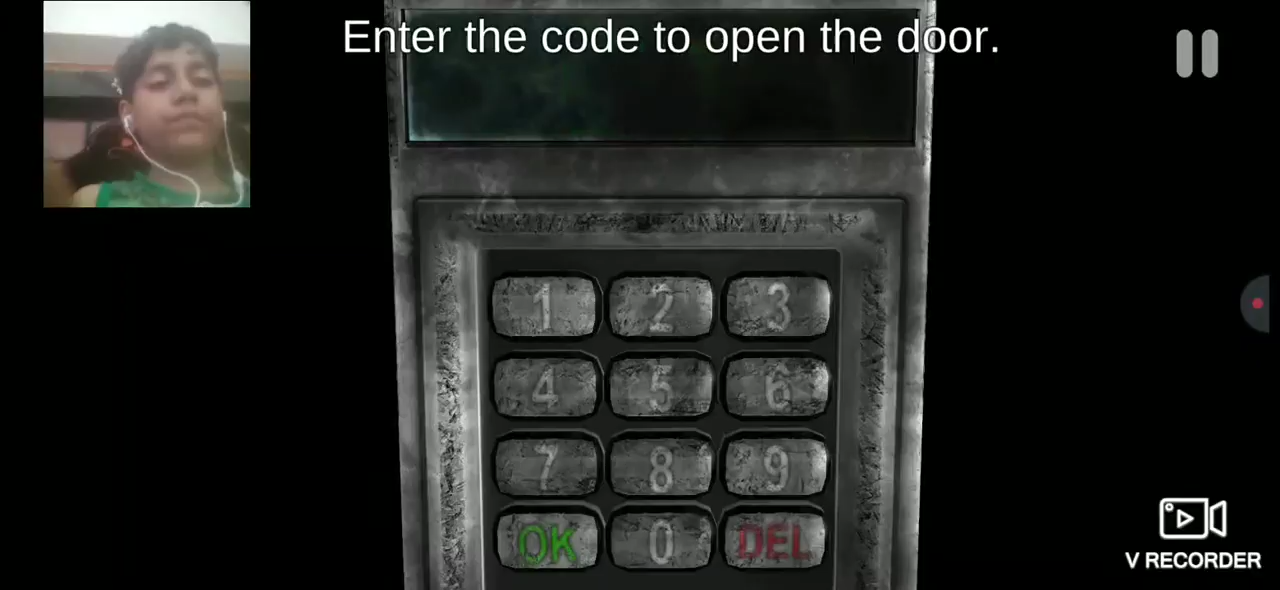 Enter the code to open the door.
1 2 3
4 5 6
7 8 9
OK 0 DEL
V RECORDER